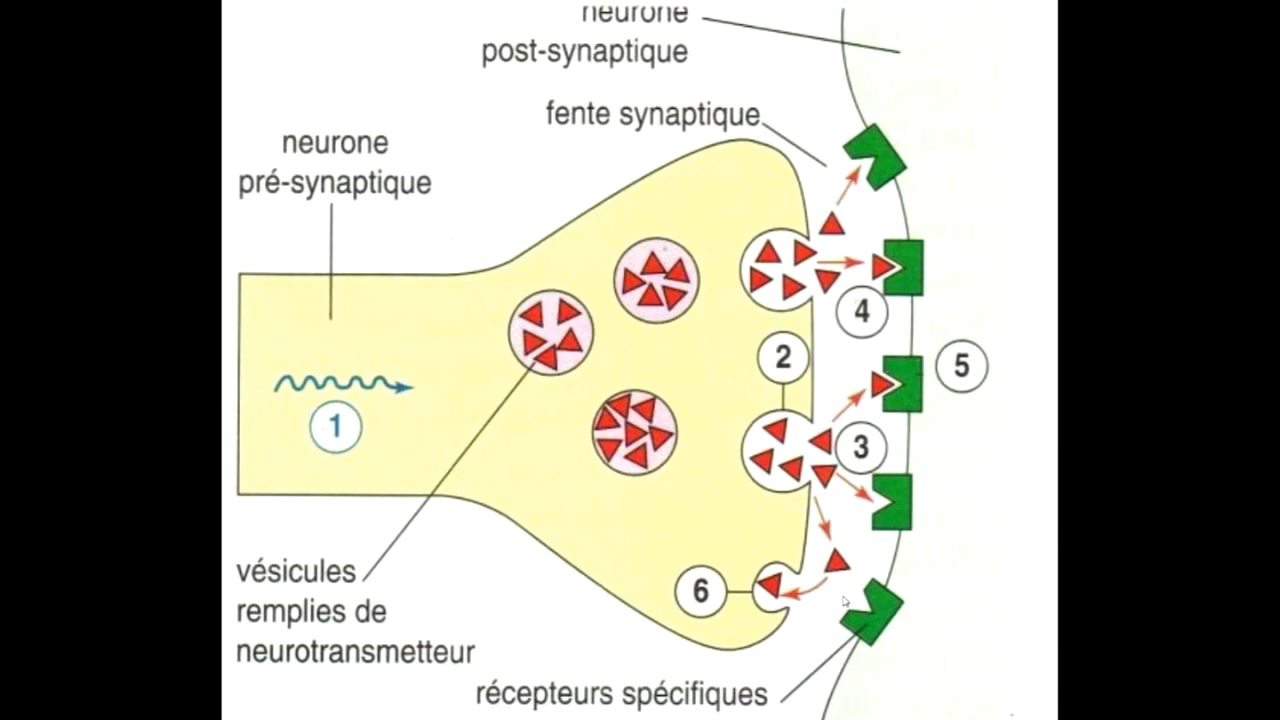 neurone
post-synaptique
fente synaptique
neurone
pré-synaptique
4
2
5
1
3
6
vésicules
remplies de
neurotransmetteur
récepteurs spécifiques